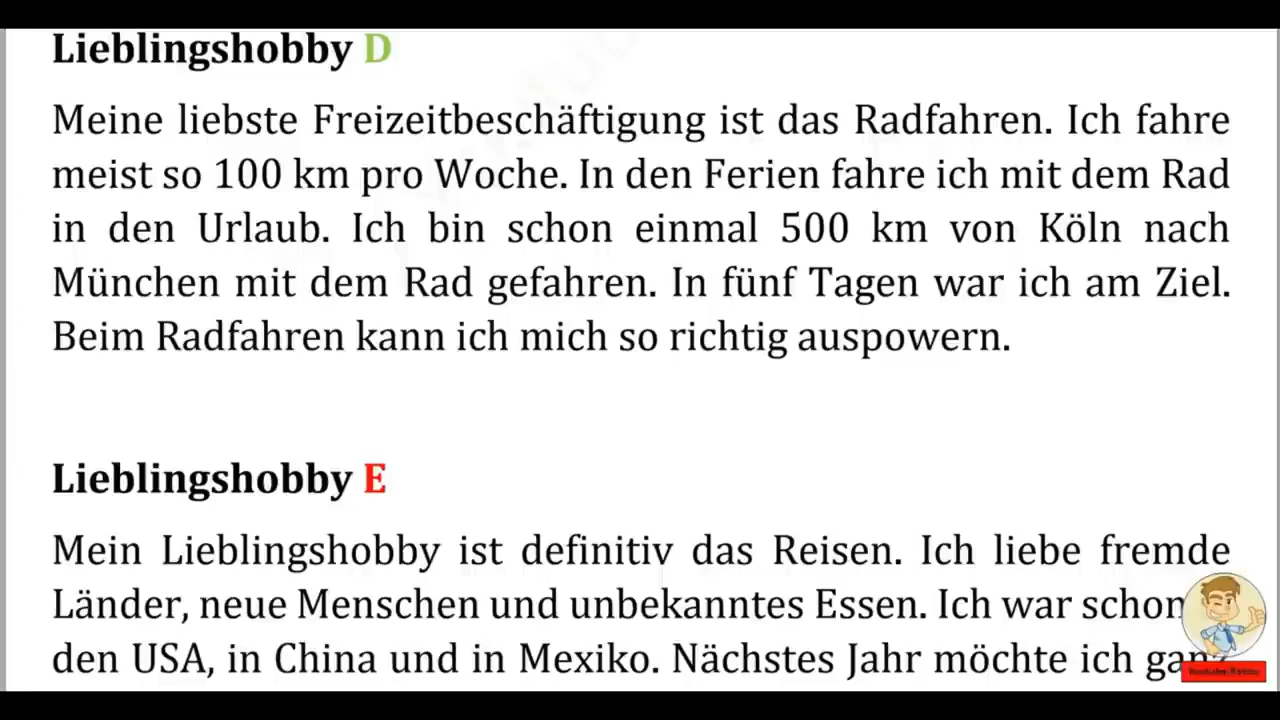 Lieblingshobby D
Meine liebste Freizeitbeschäftigung ist das Radfahren. Ich fahre
meist so 100 km pro Woche. In den Ferien fahre ich mit dem Rad
in den Urlaub. Ich bin schon einmal 500 km von Köln nach
München mit dem Rad gefahren. In fünf Tagen war ich am Ziel.
Beim Radfahren kann ich mich so richtig auspowern.
Lieblingshobby E
Mein Lieblingshobby ist definitiv das Reisen. Ich liebe fremde
Länder, neue Menschen und unbekanntes Essen. Ich war schon
den USA, in China und in Mexiko. Nächstes Jahr möchte ich